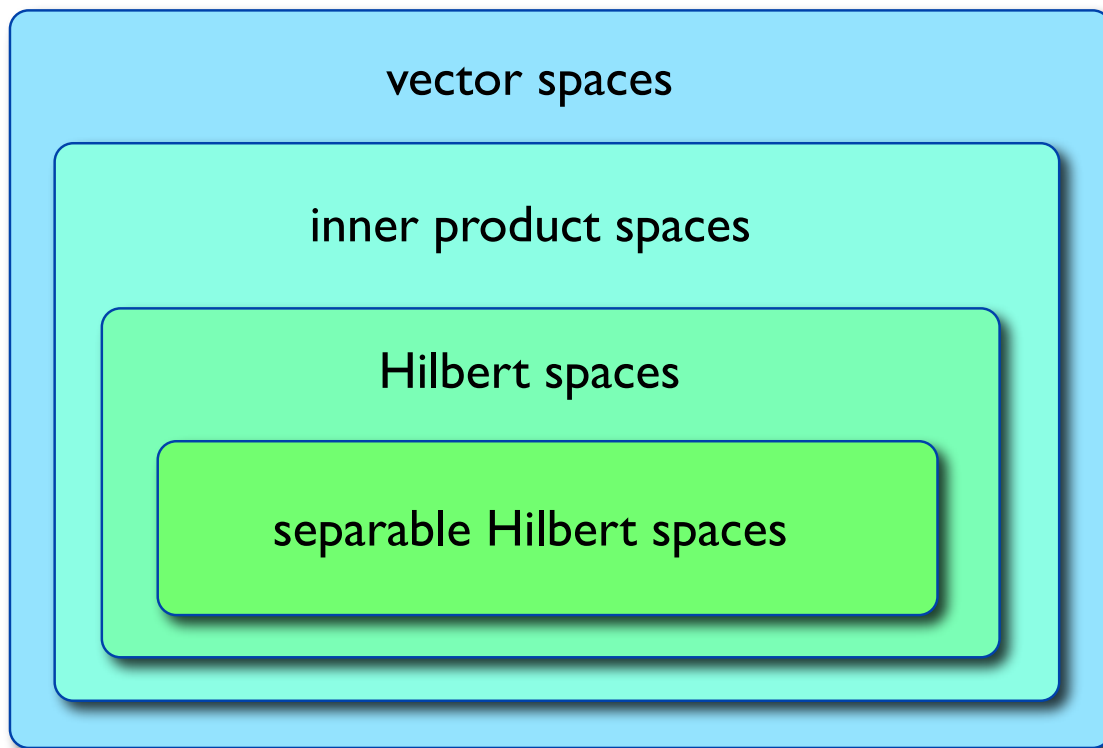 vector spaces
inner product spaces
Hilbert spaces
separable Hilbert spaces